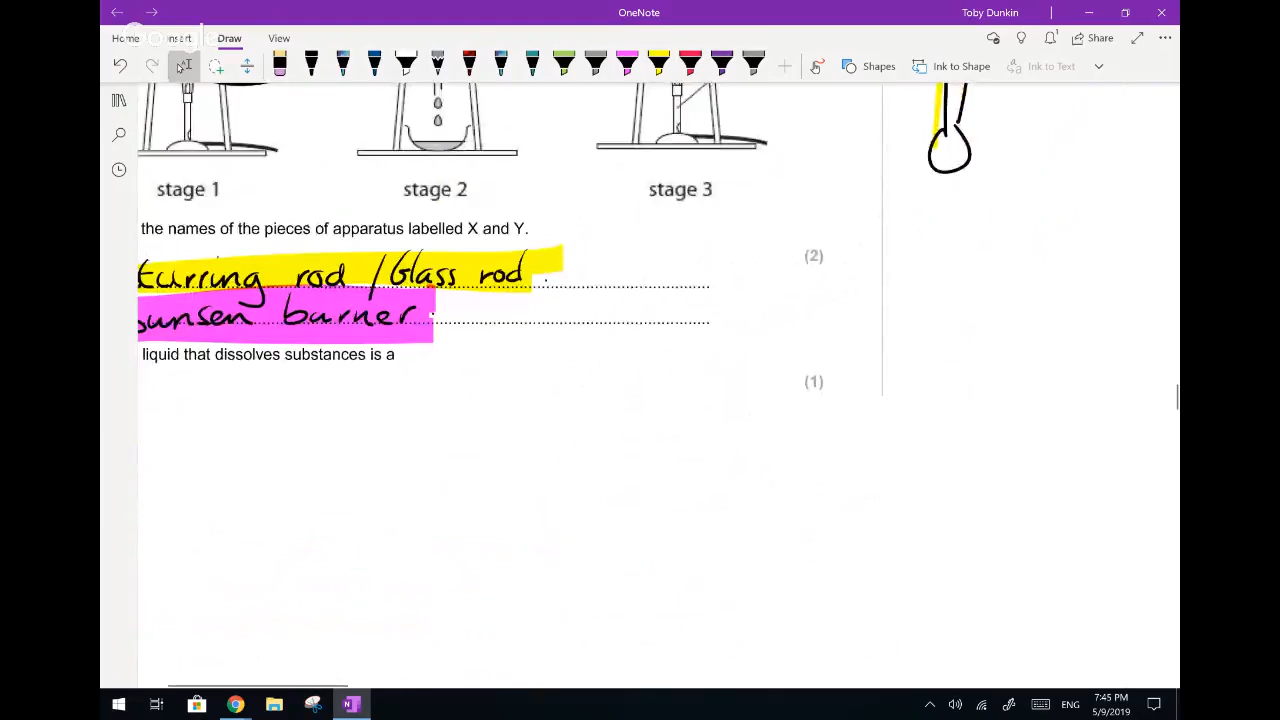 OneNote
Toby Dunkin
Home Insert Draw View
Share
Shapes
Ink to Shape
Ink to Text
stage 1 stage 2 stage 3
the names of the pieces of apparatus labelled X and Y.
(2)
turring rod / Glass rod .
bunsen burner
liquid that dissolves substances is a
(1)
ENG
7:45 PM
5/9/2019